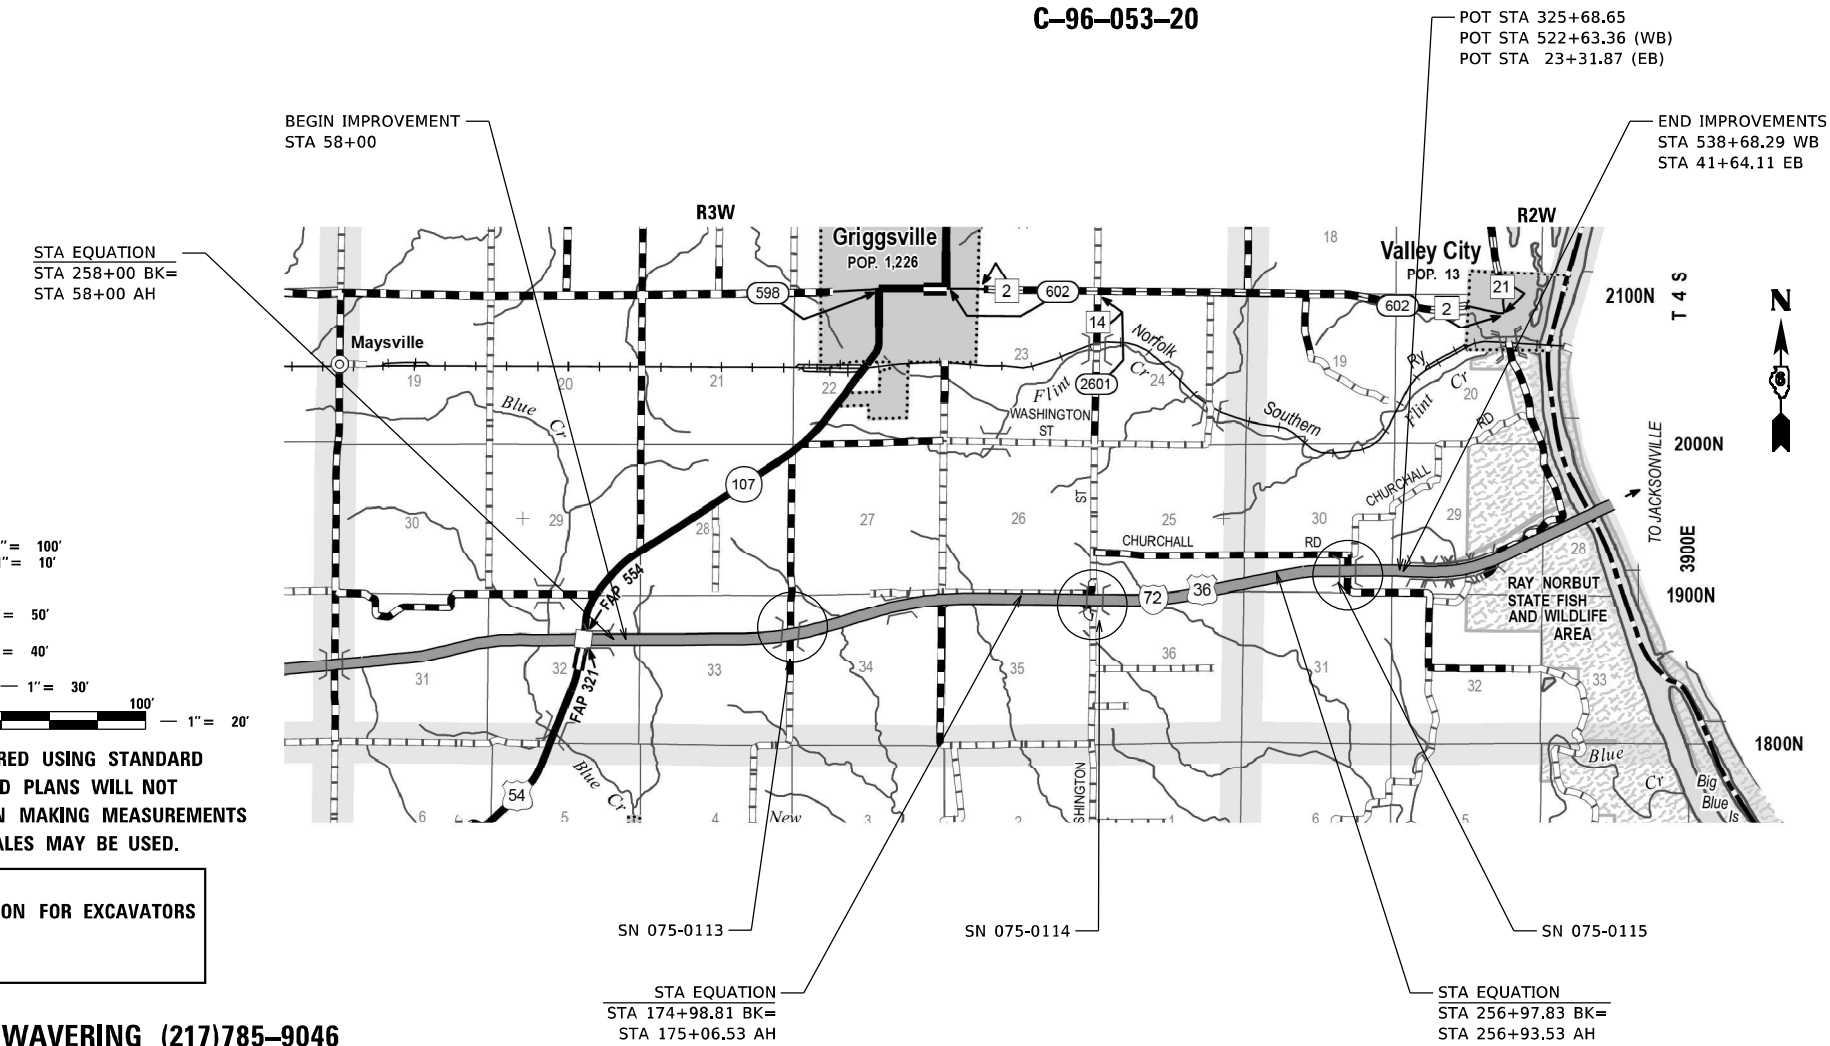 C–96–053–20
POT STA 325+68.65
POT STA 522+63.36 (WB)
POT STA 23+31.87 (EB)
BEGIN IMPROVEMENT
STA 58+00
END IMPROVEMENTS
STA 538+68.29 WB
STA 41+64.11 EB
STA EQUATION
STA 258+00 BK=
STA 58+00 AH
R3W
R2W
Griggsville
POP. 1,226
18
Valley City
POP. 13
598
2
602
602
2
21
2100N
T 4 S
N
6
14
Maysville
Norfolk
Ry
19
20
21
22
23
24
19
20
Flint
Cr
2601
Flint
Cr
Blue
Cr
WASHINGTON
ST
Southern
RD
2000N
TO JACKSONVILLE
107
ST
CHURCHALL
30
29
28
27
26
25
30
29
28
CHURCHALL
RD
3900E
"= 100'
"= 10'
= 50'
= 40'
— 1"= 30'
100'
— 1"= 20'
FAP 554
72
36
RAY NORBUT
STATE FISH
AND WILDLIFE
AREA
1900N
31
32
33
34
35
36
31
32
33
FAP 321
1800N
RED USING STANDARD
D PLANS WILL NOT
N MAKING MEASUREMENTS
ALES MAY BE USED.
Blue
Cr
Blue
Cr
Big
Blue
Is
54
6
5
4
New
3
2
SHINGTON
1
6
5
ON FOR EXCAVATORS
SN 075-0113
SN 075-0114
SN 075-0115
STA EQUATION
STA 174+98.81 BK=
STA 175+06.53 AH
STA EQUATION
STA 256+97.83 BK=
STA 256+93.53 AH
WAVERING (217)785–9046